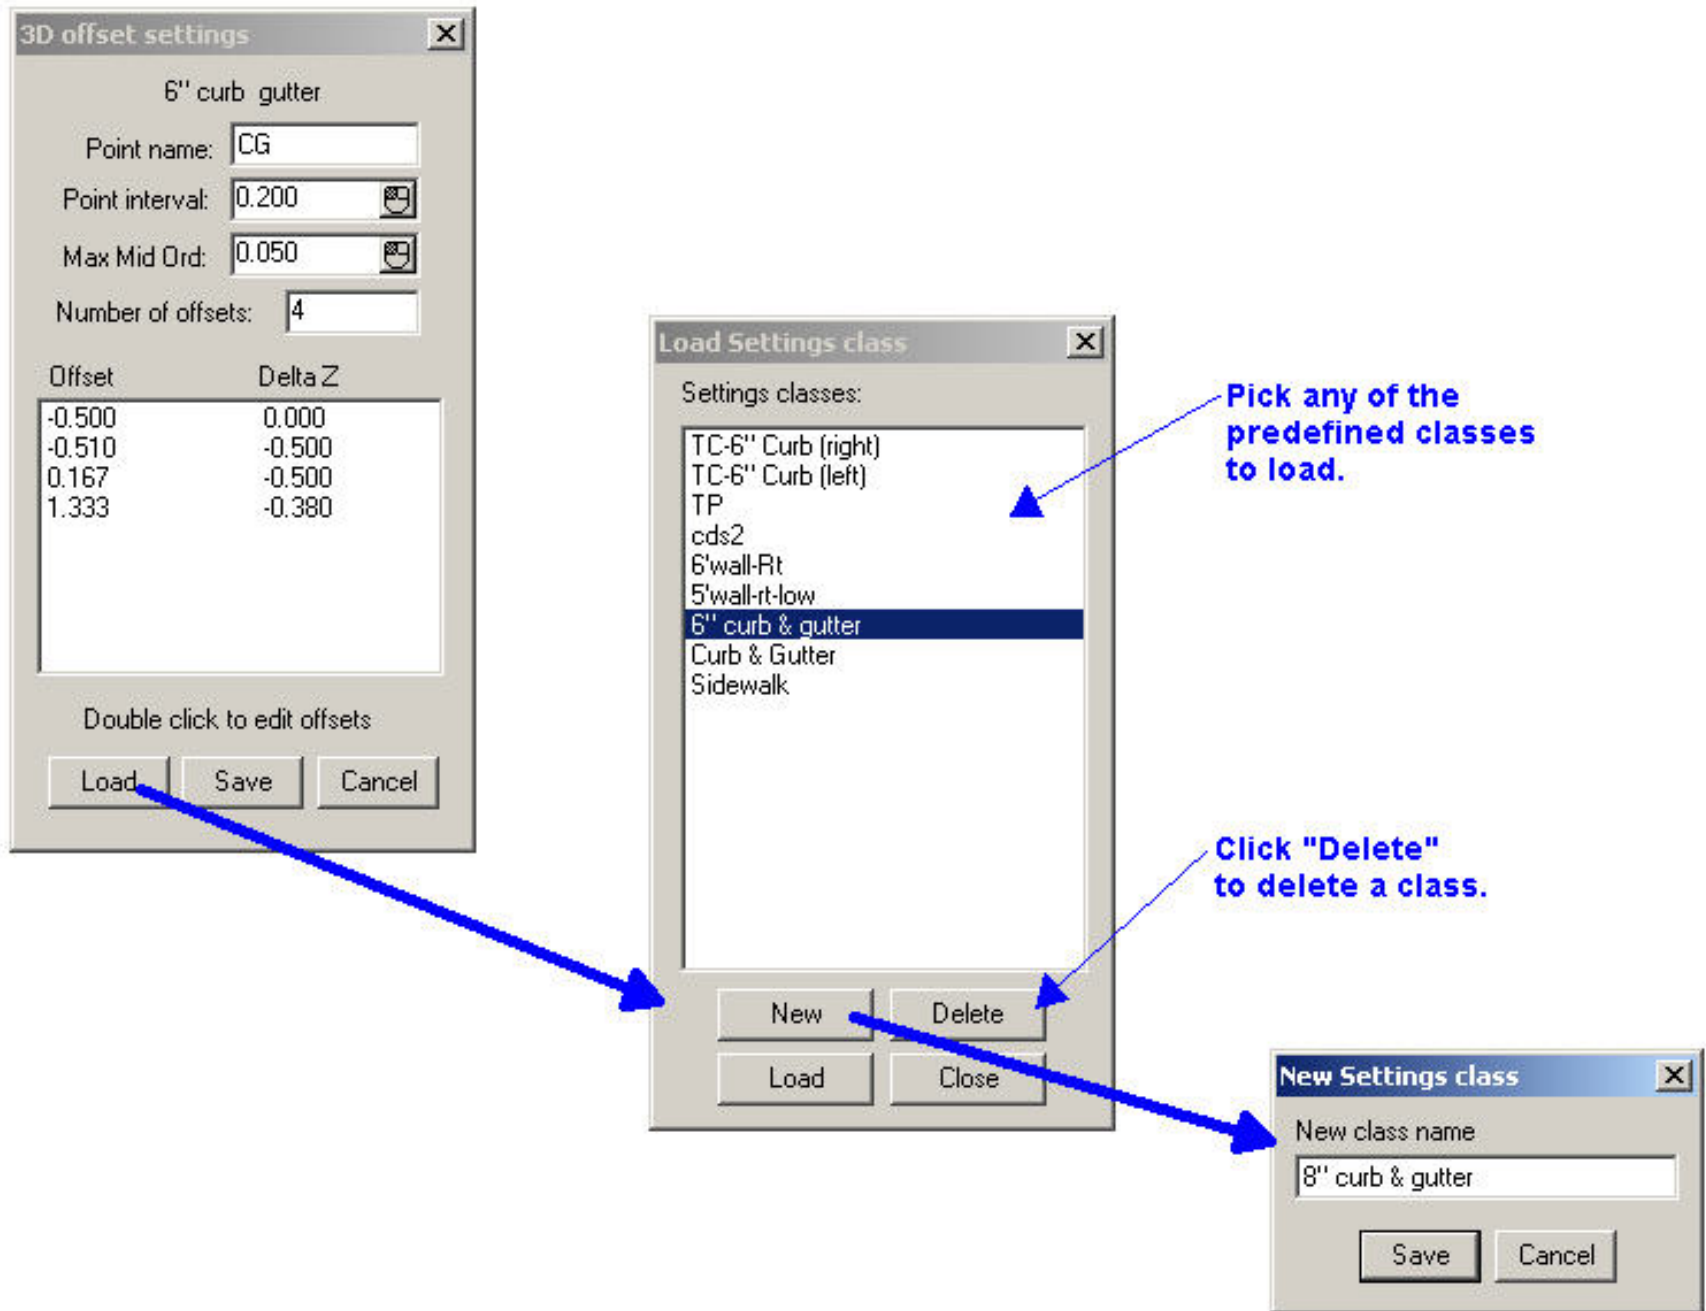 3D offset settings
6" curb  gutter
Point name: CG
Point interval: 0.200
Max Mid Ord: 0.050
Number of offsets: 4
Offset Delta Z
-0.500 0.000
-0.510 -0.500
0.167 -0.500
1.333 -0.380
Double click to edit offsets
Load Save Cancel
Load Settings class
Settings classes:
TC-6" Curb (right)
TC-6" Curb (left)
TP
cds2
6'wall-Rt
5'wall-rt-low
6" curb & gutter
Curb & Gutter
Sidewalk
New Delete
Load Close
Pick any of the
predefined classes
to load.
Click "Delete"
to delete a class.
New Settings class
New class name
8" curb & gutter
Save Cancel